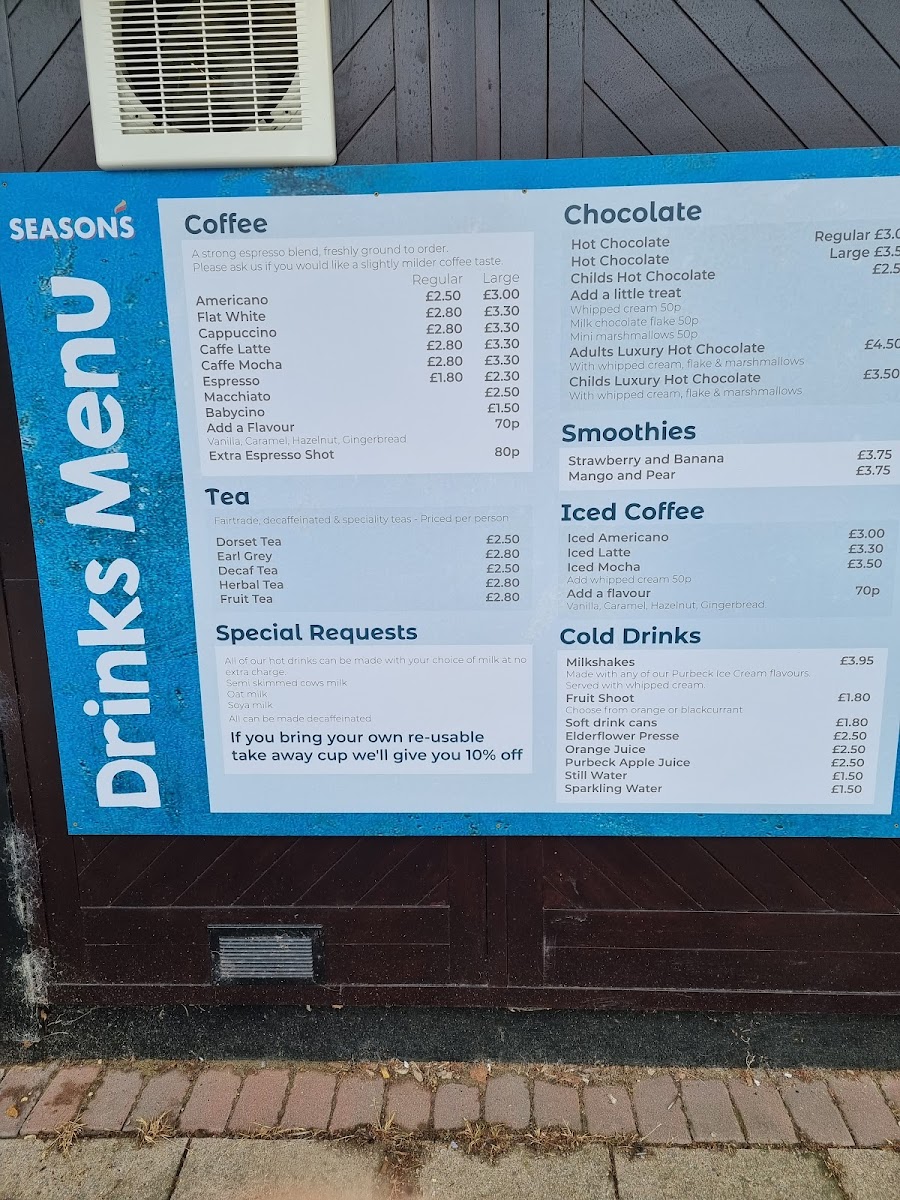 SEASONS
Drinks Menu
Coffee
A strong espresso blend, freshly ground to order.
Please ask us if you would like a slightly milder coffee taste.
Regular Large
Americano £2.50 £3.00
Flat White £2.80 £3.30
Cappuccino £2.80 £3.30
Caffe Latte £2.80 £3.30
Caffe Mocha £2.80 £3.30
Espresso £1.80 £2.30
Macchiato £2.50
Babycino £1.50
Add a Flavour 70p
Vanilla, Caramel, Hazelnut, Gingerbread
Extra Espresso Shot 80p
Tea
Fairtrade, decaffeinated & speciality teas - Priced per person
Dorset Tea £2.50
Earl Grey £2.80
Decaf Tea £2.50
Herbal Tea £2.80
Fruit Tea £2.80
Special Requests
All of our hot drinks can be made with your choice of milk at no
extra charge.
Semi skimmed cows milk
Oat milk
Soya milk
All can be made decaffeinated
If you bring your own re-usable
take away cup we'll give you 10% off
Chocolate
Hot Chocolate Regular £3.0
Hot Chocolate Large £3.5
Childs Hot Chocolate £2.5
Add a little treat
Whipped cream 50p
Milk chocolate flake 50p
Mini marshmallows 50p
Adults Luxury Hot Chocolate £4.50
With whipped cream, flake & marshmallows
Childs Luxury Hot Chocolate £3.50
With whipped cream, flake & marshmallows
Smoothies
Strawberry and Banana £3.75
Mango and Pear £3.75
Iced Coffee
Iced Americano £3.00
Iced Latte £3.30
Iced Mocha £3.50
Add whipped cream 50p
Add a flavour 70p
Vanilla, Caramel, Hazelnut, Gingerbread
Cold Drinks
Milkshakes £3.95
Made with any of our Purbeck Ice Cream flavours.
Served with whipped cream.
Fruit Shoot £1.80
Choose from orange or blackcurrant
Soft drink cans £1.80
Elderflower Presse £2.50
Orange Juice £2.50
Purbeck Apple Juice £2.50
Still Water £1.50
Sparkling Water £1.50